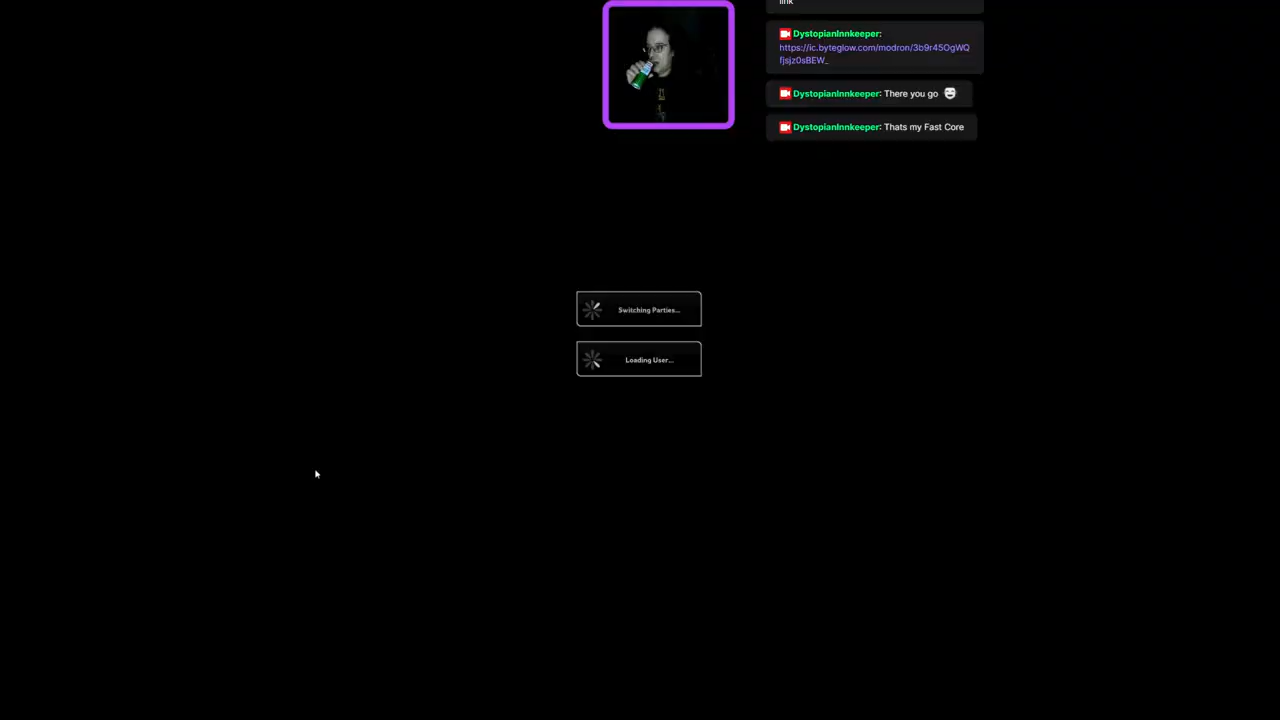 link
DystopianInnkeeper:
https://ic.byteglow.com/modron/3b9r45OgWQ
fjsjz0sBEW_
DystopianInnkeeper: There you go
DystopianInnkeeper: Thats my Fast Core
Switching Parties...
Loading User...